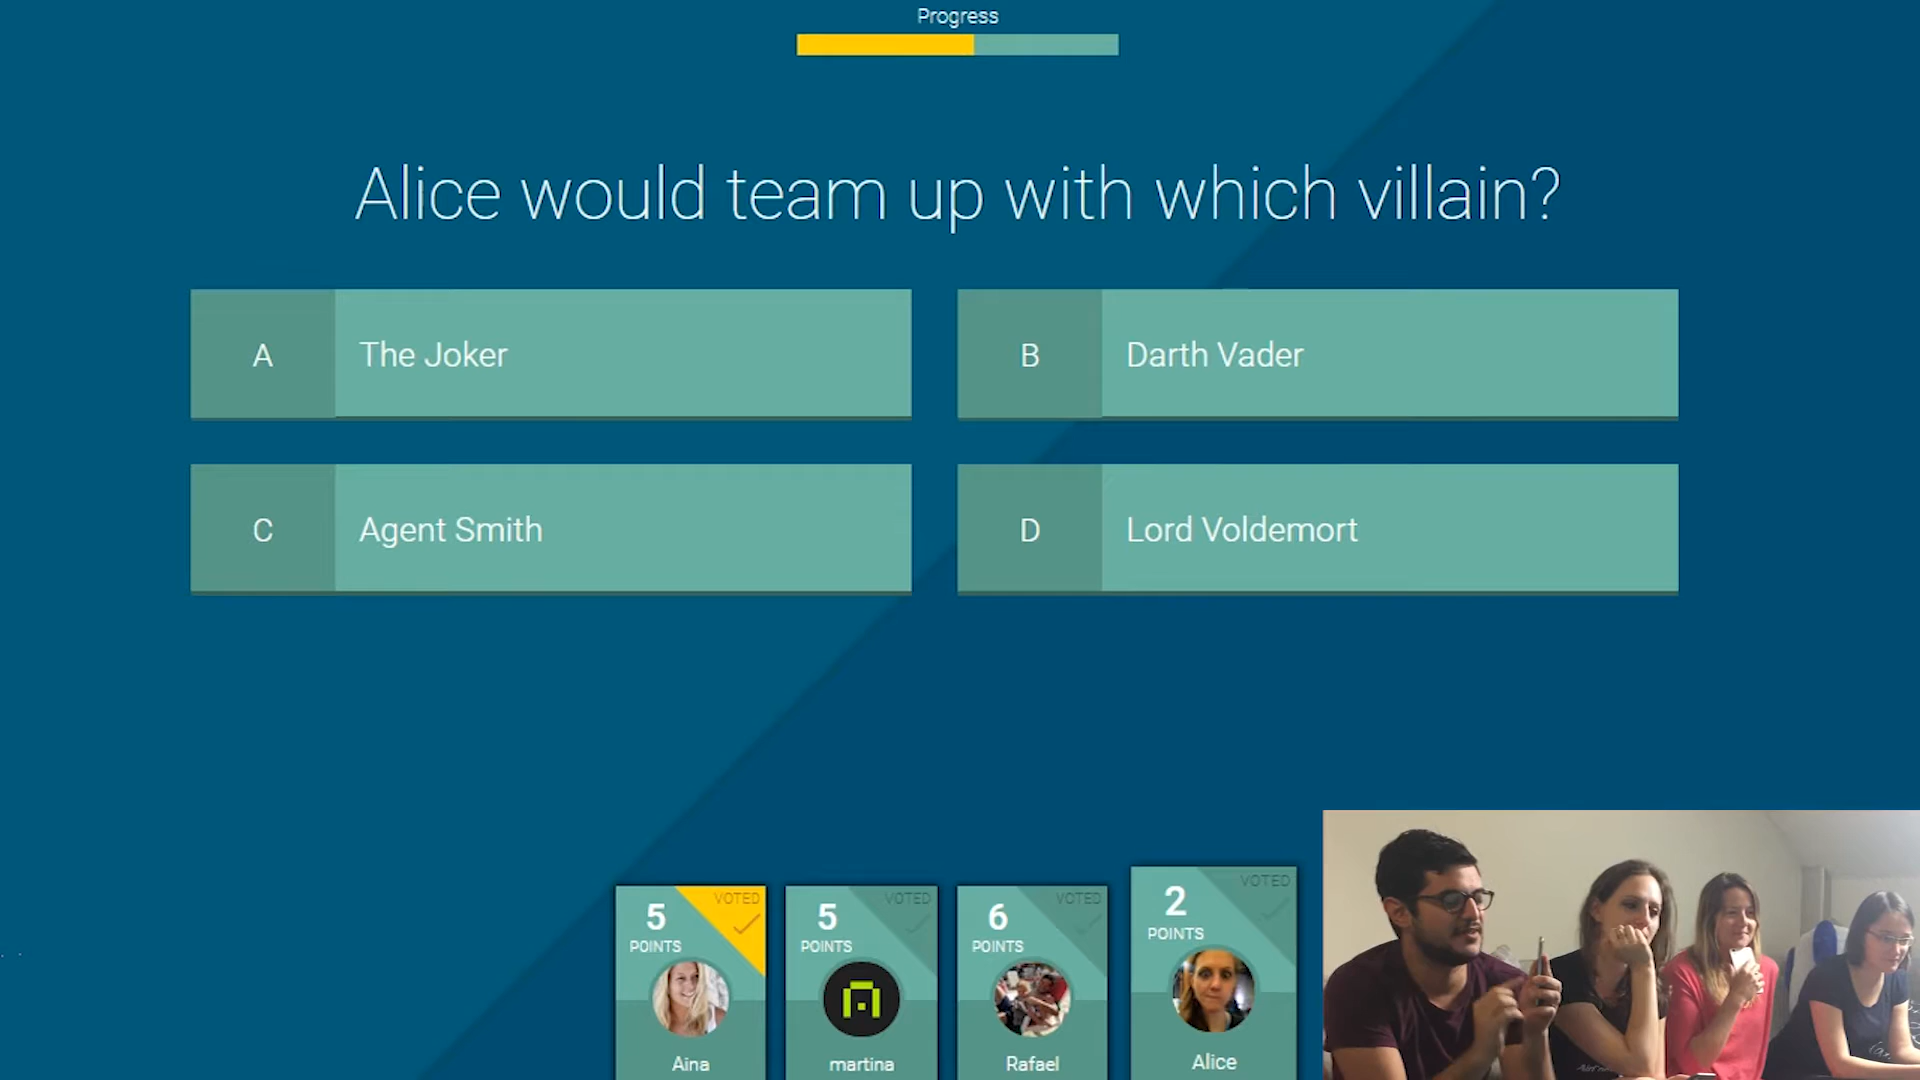 Progress
Alice would team up with which villain?
A The Joker
B Darth Vader
C Agent Smith
D Lord Voldemort
5 POINTS VOTED
Aina
5 POINTS VOTED
martina
6 POINTS VOTED
Rafael
2 POINTS VOTED
Alice